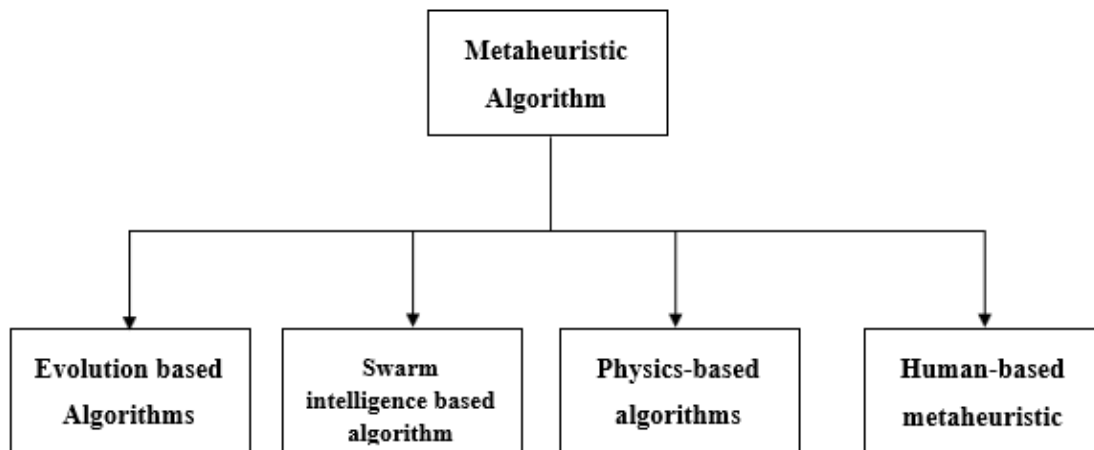 Metaheuristic
Algorithm
Evolution based
Algorithms
Swarm
intelligence based
algorithm
Physics-based
algorithms
Human-based
metaheuristic